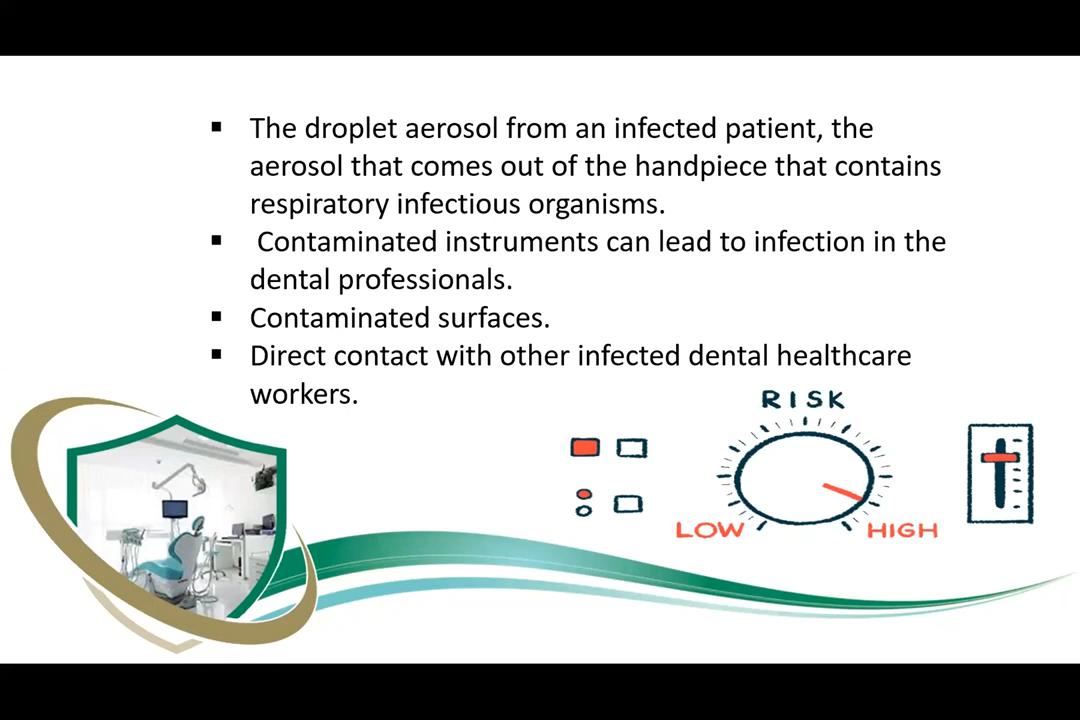 ▪ The droplet aerosol from an infected patient, the
aerosol that comes out of the handpiece that contains
respiratory infectious organisms.
▪ Contaminated instruments can lead to infection in the
dental professionals.
▪ Contaminated surfaces.
▪ Direct contact with other infected dental healthcare
workers.
RISK
LOW HIGH